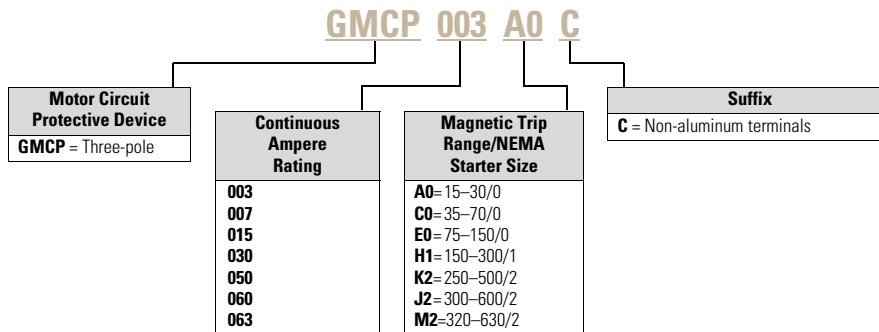 GMCP 003 A0 C
Motor Circuit
Protective Device
GMCP = Three-pole
Continuous
Ampere
Rating
003
007
015
030
050
060
063
Magnetic Trip
Range/NEMA
Starter Size
A0=15–30/0
C0=35–70/0
E0=75–150/0
H1=150–300/1
K2=250–500/2
J2=300–600/2
M2=320–630/2
Suffix
C = Non-aluminum terminals